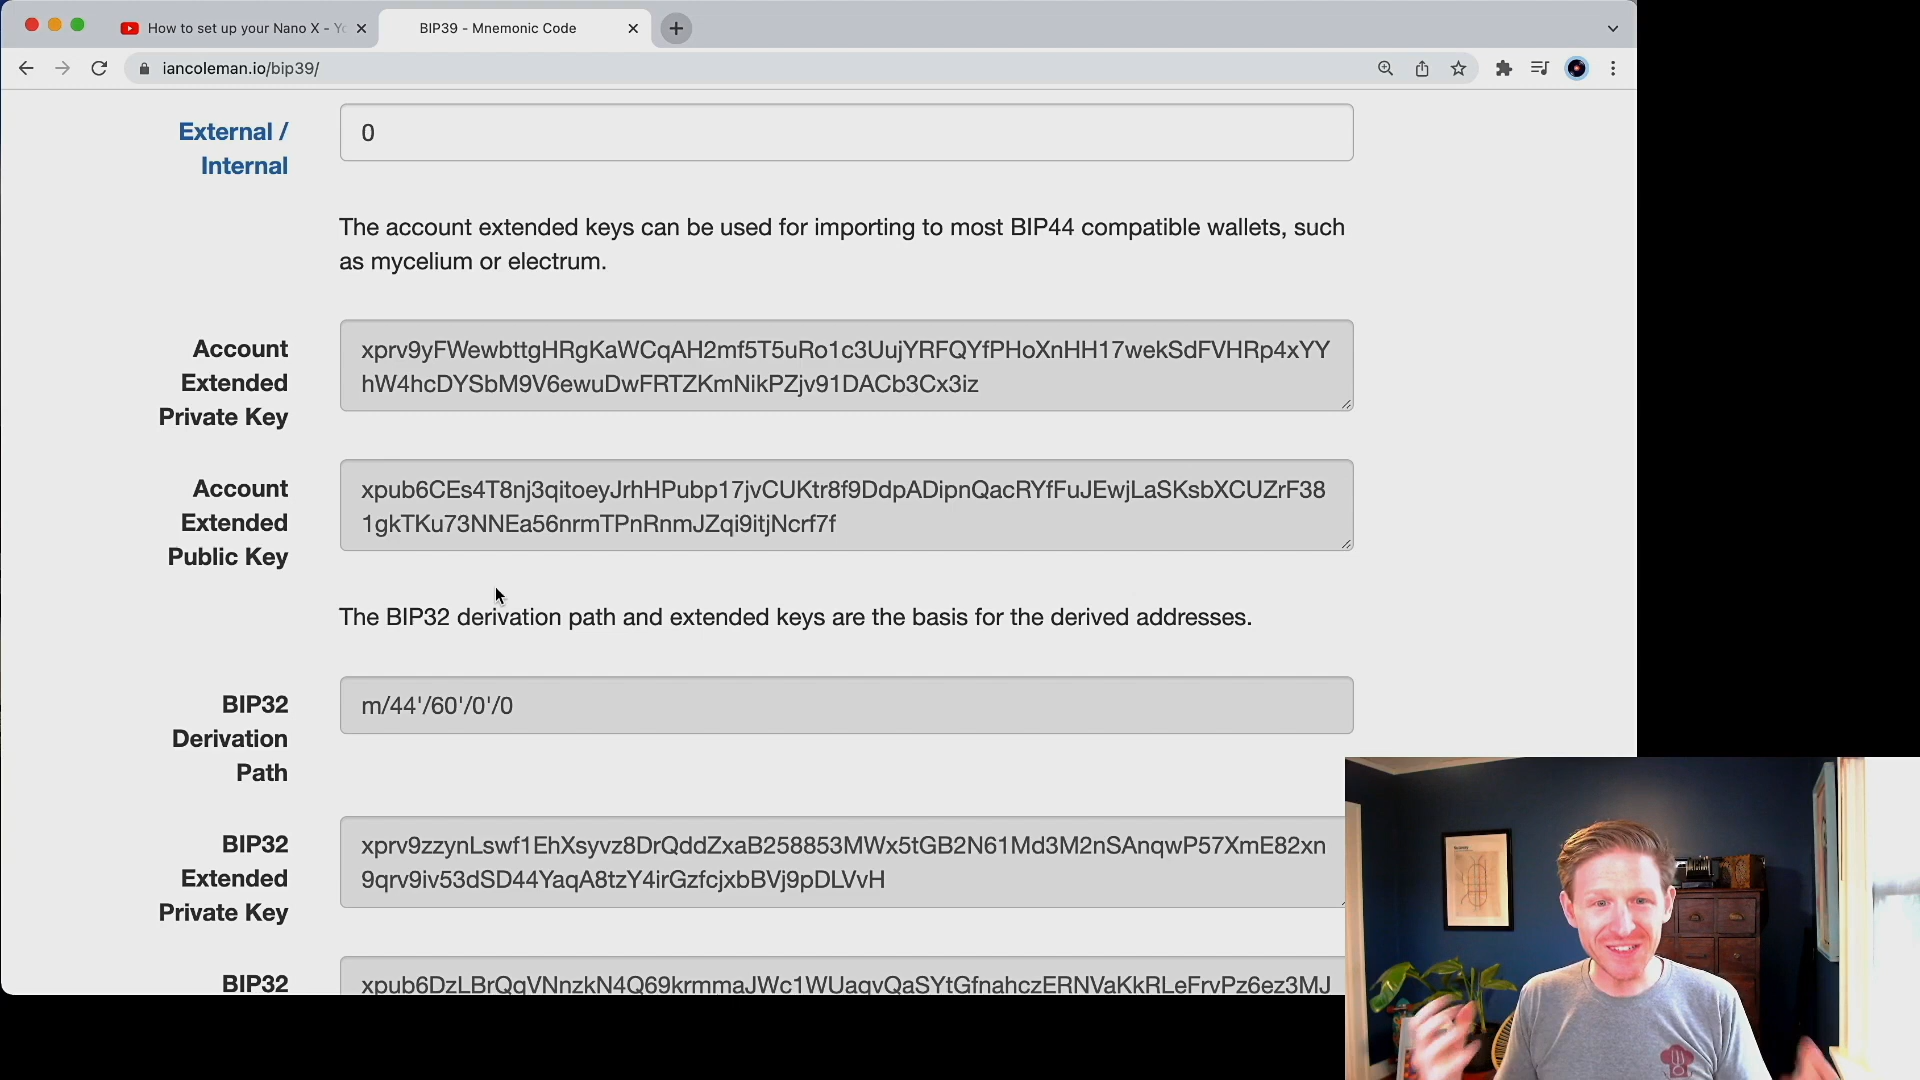 How to set up your Nano X - Yo
BIP39 - Mnemonic Code
iancoleman.io/bip39/
External /
Internal
0
The account extended keys can be used for importing to most BIP44 compatible wallets, such
as mycelium or electrum.
Account
Extended
Private Key
xprv9yFWewbttgHRgKaWCqAH2mf5T5uRo1c3UujYRFQYfPHoXnHH17wekSdFVHRp4xYY
hW4hcDYSbM9V6ewuDwFRTZKmNikPZjv91DACb3Cx3iz
Account
Extended
Public Key
xpub6CEs4T8nj3qitoeyJrhHPubp17jvCUKtr8f9DdpADipnQacRYfFuJEwjLaSKsbXCUZrF38
1gkTKu73NNEa56nrmTPnRnmJZqi9itjNcrf7f
The BIP32 derivation path and extended keys are the basis for the derived addresses.
BIP32
Derivation
Path
m/44'/60'/0'/0
BIP32
Extended
Private Key
xprv9zzynLswf1EhXsyvz8DrQddZxaB258853MWx5tGB2N61Md3M2nSAnqwP57XmE82xn
9qrv9iv53dSD44YaqA8tzY4irGzfcjxbBVj9pDLVvH
BIP32
xpub6DzLBrQqVNnzkN4Q69krmmaJWc1WUaqvQaSYtGfnahczERNVaKkRLeFrvPz6ez3MJ